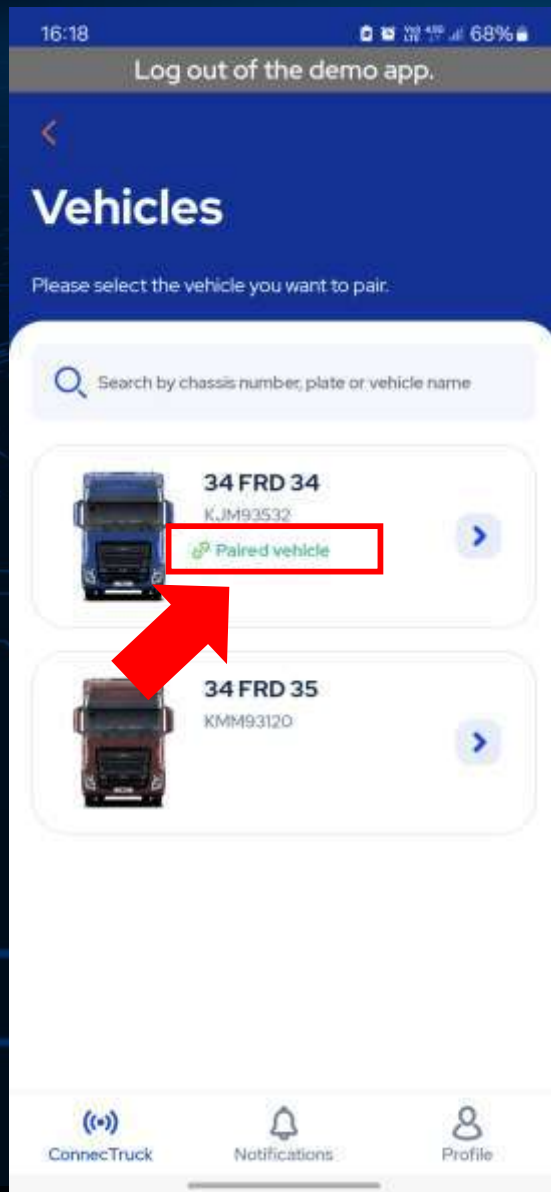 16:18
68%
Log out of the demo app.
Vehicles
Please select the vehicle you want to pair.
Search by chassis number, plate or vehicle name
34 FRD 34
KJM93532
Paired vehicle
34 FRD 35
KMM93120
ConnecTruck
Notifications
Profile